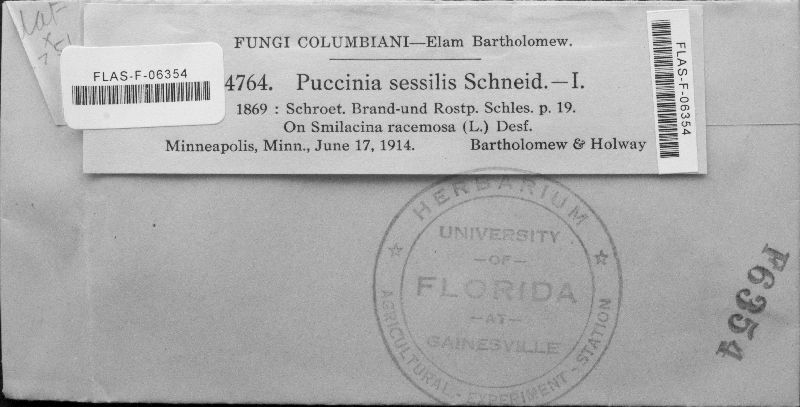 FUNGI COLUMBIANI—Elam Bartholomew.
FLAS-F-06354
4764. Puccinia sessilis Schneid.—I.
1869 : Schroet. Brand-und Rostp. Schles. p. 19.
On Smilacina racemosa (L.) Desf.
Minneapolis, Minn., June 17, 1914. Bartholomew & Holway
FLAS-F-06354
HERBARIUM
UNIVERSITY
—OF—
FLORIDA
—AT—
GAINESVILLE
AGRICULTURAL - EXPERIMENT - STATION
F6354